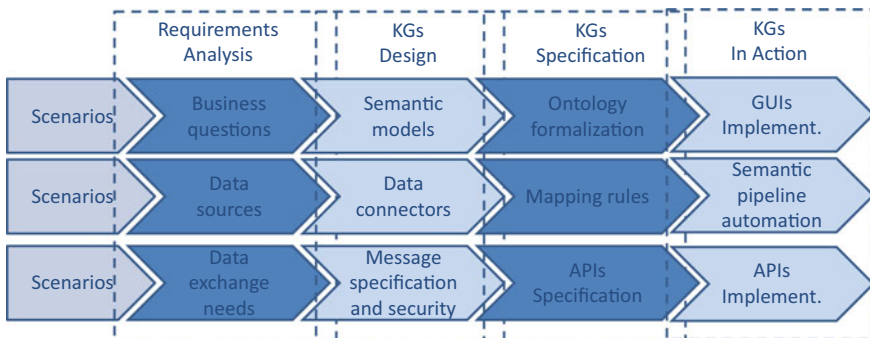 Requirements
Analysis
KGs
Design
KGs
Specification
KGs
In Action
Scenarios
Business
questions
Semantic
models
Ontology
formalization
GUIs
Implement.
Scenarios
Data
sources
Data
connectors
Mapping rules
Semantic
pipeline
automation
Scenarios
Data
exchange
needs
Message
specification
and security
APIs
Specification
APIs
Implement.